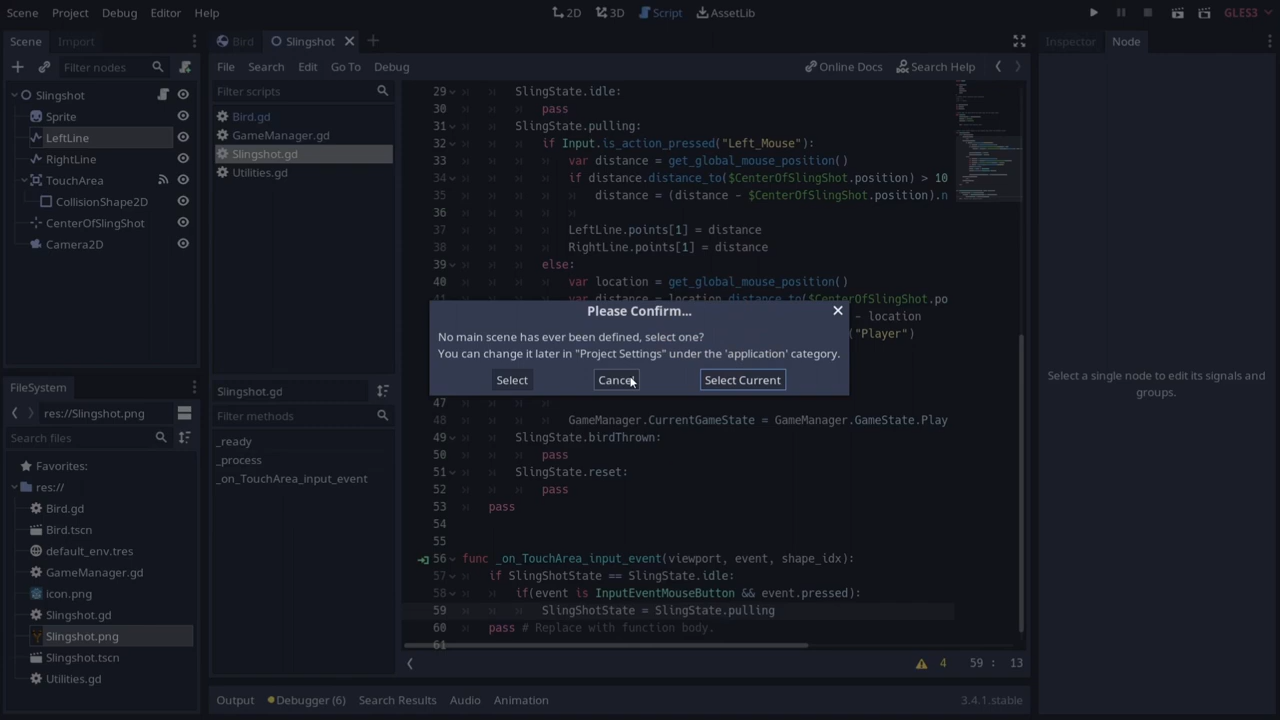 Scene Project Debug Editor Help
2D 3D Script AssetLib
GLES3
Scene Import
Filter nodes
Slingshot
Sprite
LeftLine
RightLine
TouchArea
CollisionShape2D
CenterOfSlingShot
Camera2D
FileSystem
res://Slingshot.png
Search files
Favorites:
res://
Bird.gd
Bird.tscn
default_env.tres
GameManager.gd
icon.png
Slingshot.gd
Slingshot.png
Slingshot.tscn
Utilities.gd
Bird Slingshot
File Search Edit Go To Debug
Online Docs Search Help
Filter scripts
Bird.gd
GameManager.gd
Slingshot.gd
Utilities.gd
Slingshot.gd
Filter methods
_ready
_process
_on_TouchArea_input_event
29 SlingState.idle:
30 pass
31 SlingState.pulling:
32 if Input.is_action_pressed("Left_Mouse"):
33 var distance = get_global_mouse_position()
34 if distance.distance_to($CenterOfSlingShot.position) > 10
35 distance = (distance - $CenterOfSlingShot.position).n
36
37 LeftLine.points[1] = distance
38 RightLine.points[1] = distance
39 else:
40 var location = get_global_mouse_position()
41 var distance = location.distance_to($CenterOfSlingShot.po
- location
("Player")
Please Confirm...
No main scene has ever been defined, select one?
You can change it later in "Project Settings" under the 'application' category.
Select Cancel Select Current
47
48 GameManager.CurrentGameState = GameManager.GameState.Play
49 SlingState.birdThrown:
50 pass
51 SlingState.reset:
52 pass
53 pass
54
55
56 func _on_TouchArea_input_event(viewport, event, shape_idx):
57 if SlingShotState == SlingState.idle:
58 if(event is InputEventMouseButton && event.pressed):
59 SlingShotState = SlingState.pulling
60 pass # Replace with function body.
61
4 59 : 13
Output Debugger (6) Search Results Audio Animation
3.4.1.stable
Inspector Node
Select a single node to edit its signals and
groups.